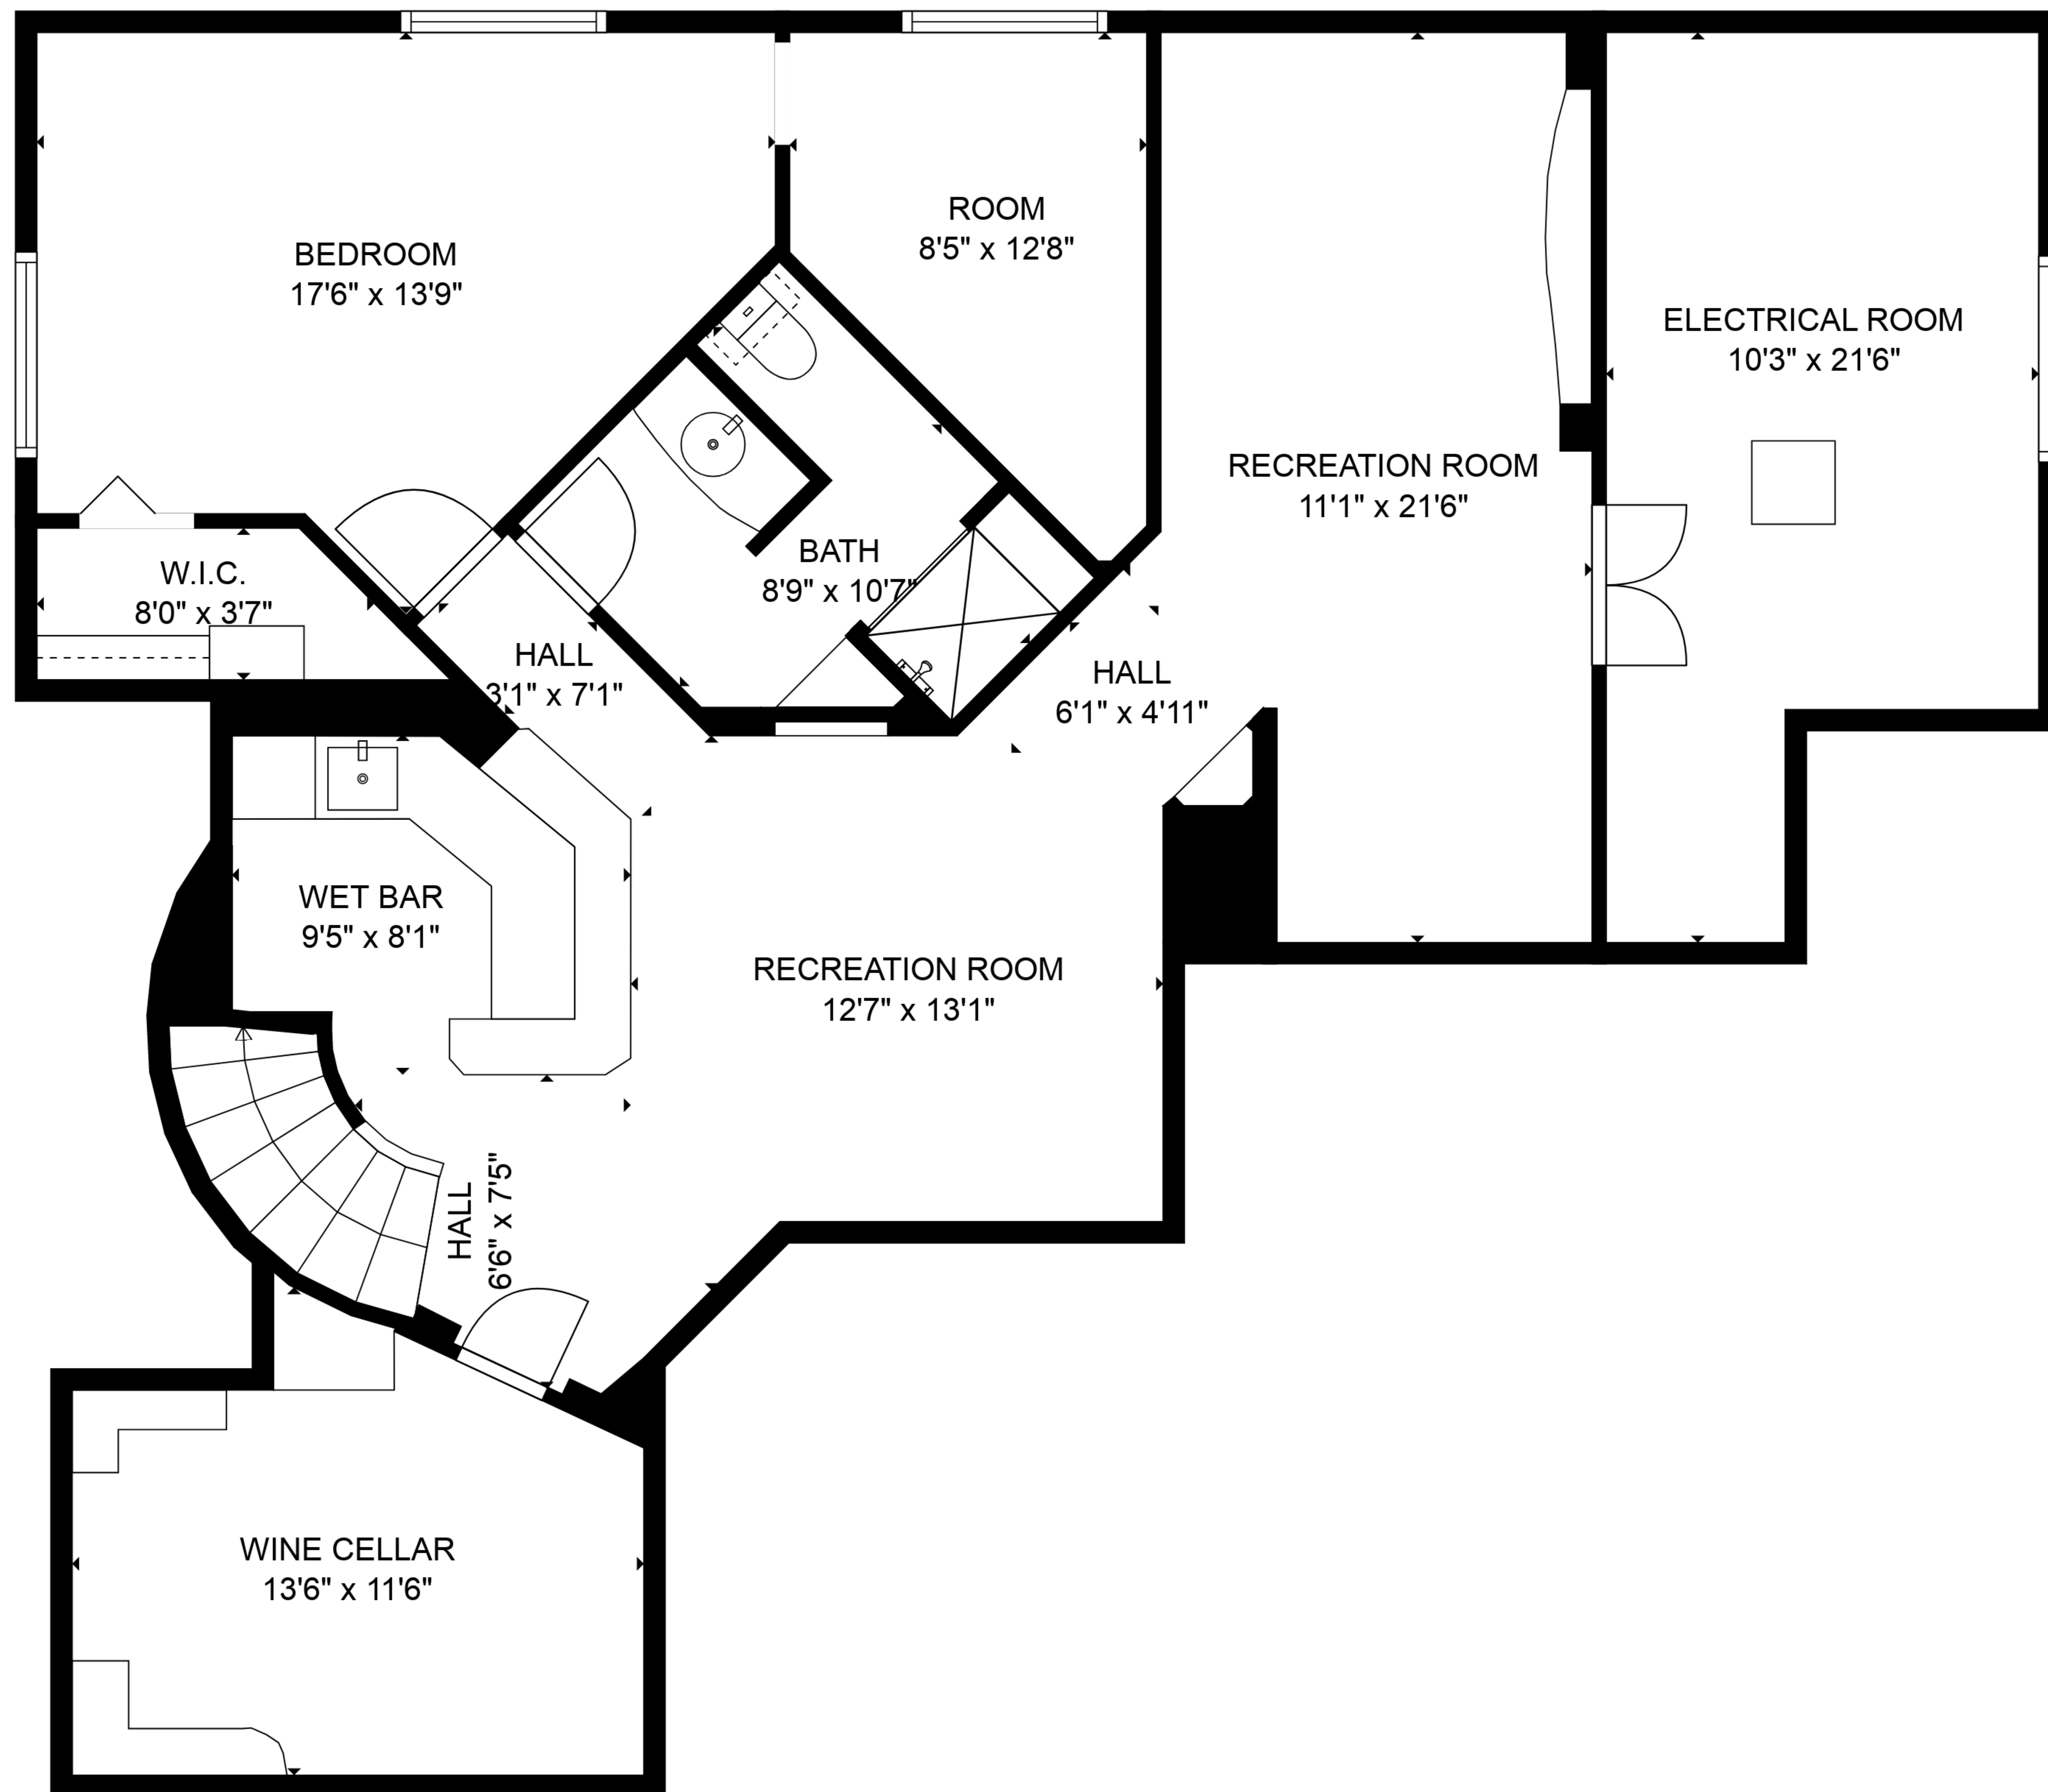 BEDROOM
17'6" x 13'9"
ROOM
8'5" x 12'8"
ELECTRICAL ROOM
10'3" x 21'6"
RECREATION ROOM
11'1" x 21'6"
BATH
8'9" x 10'7"
W.I.C.
8'0" x 3'7"
HALL
3'1" x 7'1"
HALL
6'1" x 4'11"
WET BAR
9'5" x 8'1"
RECREATION ROOM
12'7" x 13'1"
HALL
6'6" x 7'5"
WINE CELLAR
13'6" x 11'6"